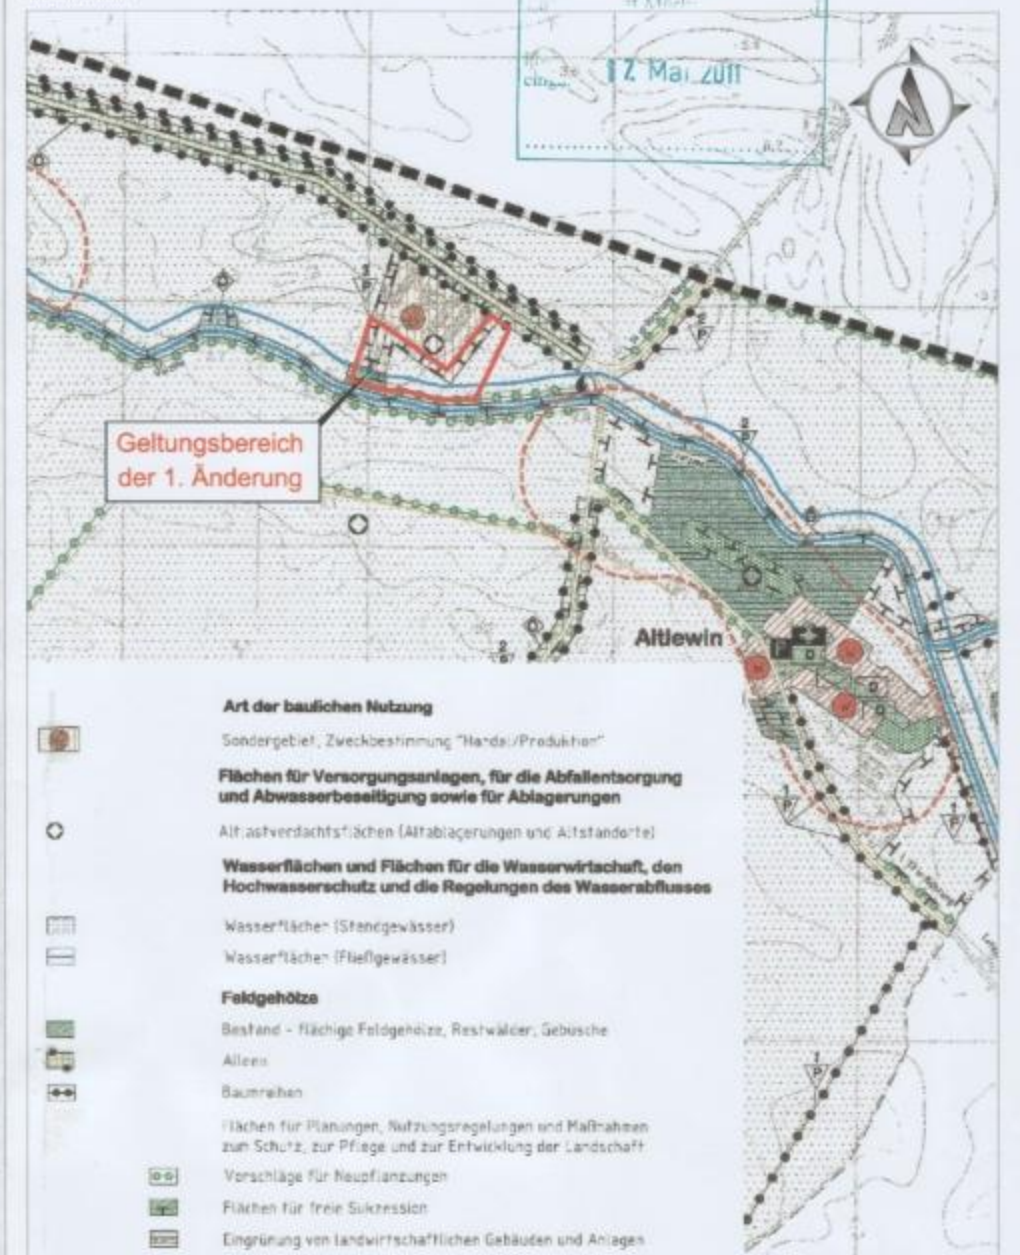 12. Mai 2011
N
Geltungsbereich
der 1. Änderung
Altlewin
Art der baulichen Nutzung
Sondergebiet, Zweckbestimmung "Handel/Produktion"
Flächen für Versorgungsanlagen, für die Abfallentsorgung
und Abwasserbeseitigung sowie für Ablagerungen
Altlastverdachtsflächen (Altablagerungen und Altstandorte)
Wasserflächen und Flächen für die Wasserwirtschaft, den
Hochwasserschutz und die Regelungen des Wasserabflusses
Wasserflächen (Standgewässer)
Wasserflächen (Fließgewässer)
Feldgehölze
Bestand - flächige Feldgehölze, Restwälder, Gebüsche
Alleen
Baumreihen
Flächen für Planungen, Nutzungsregelungen und Maßnahmen
zum Schutz, zur Pflege und zur Entwicklung der Landschaft
Vorschläge für Neupflanzungen
Flächen für freie Sukzession
Eingrünung von landwirtschaftlichen Gebäuden und Anlagen